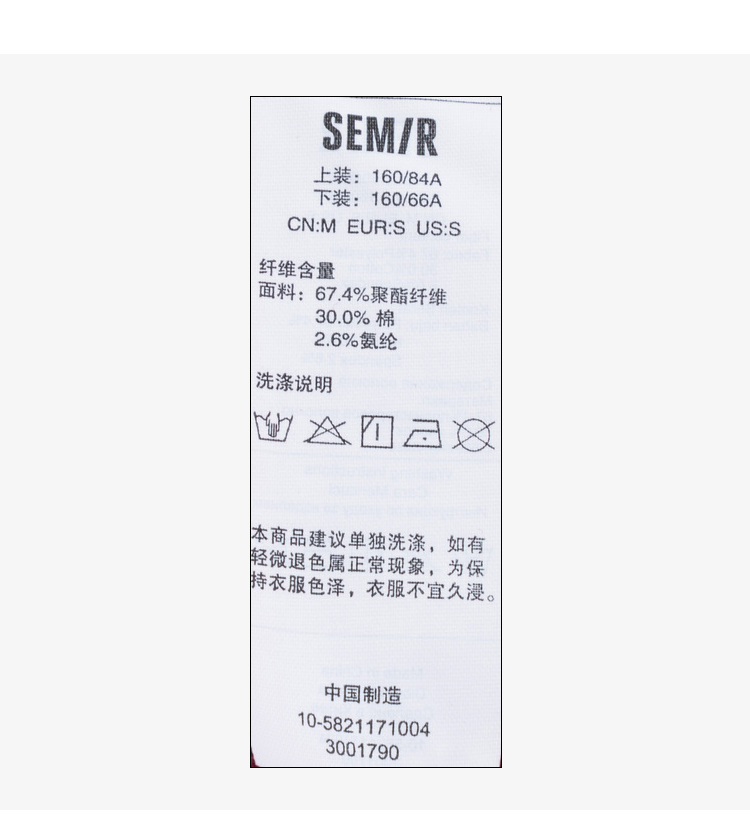 SEMIR
上装：160/84A
下装：160/66A
CN:M EUR:S US:S
纤维含量
面料：67.4%聚酯纤维
30.0% 棉
2.6%氨纶
洗涤说明
本商品建议单独洗涤，如有
轻微退色属正常现象，为保
持衣服色泽，衣服不宜久浸。
中国制造
10-5821171004
3001790